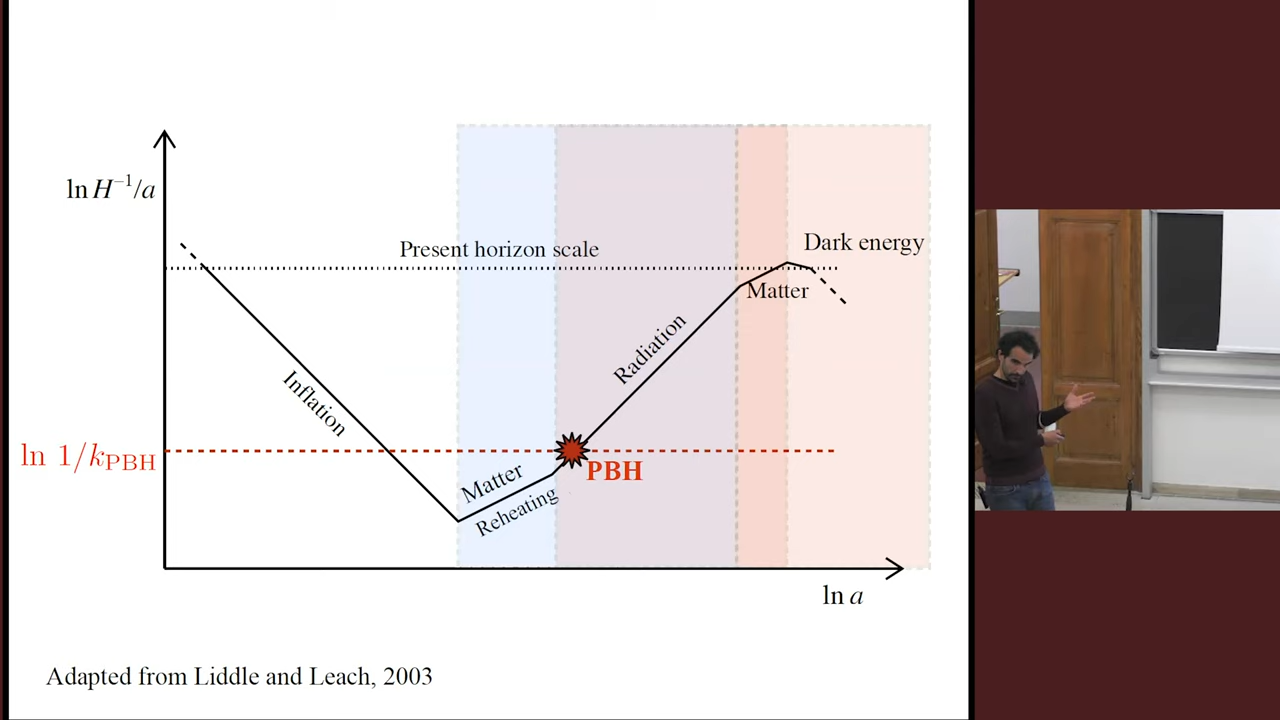 ln H⁻¹/a
Present horizon scale
Dark energy
Matter
Radiation
Inflation
ln 1/k_PBH
PBH
Matter
Reheating
ln a
Adapted from Liddle and Leach, 2003